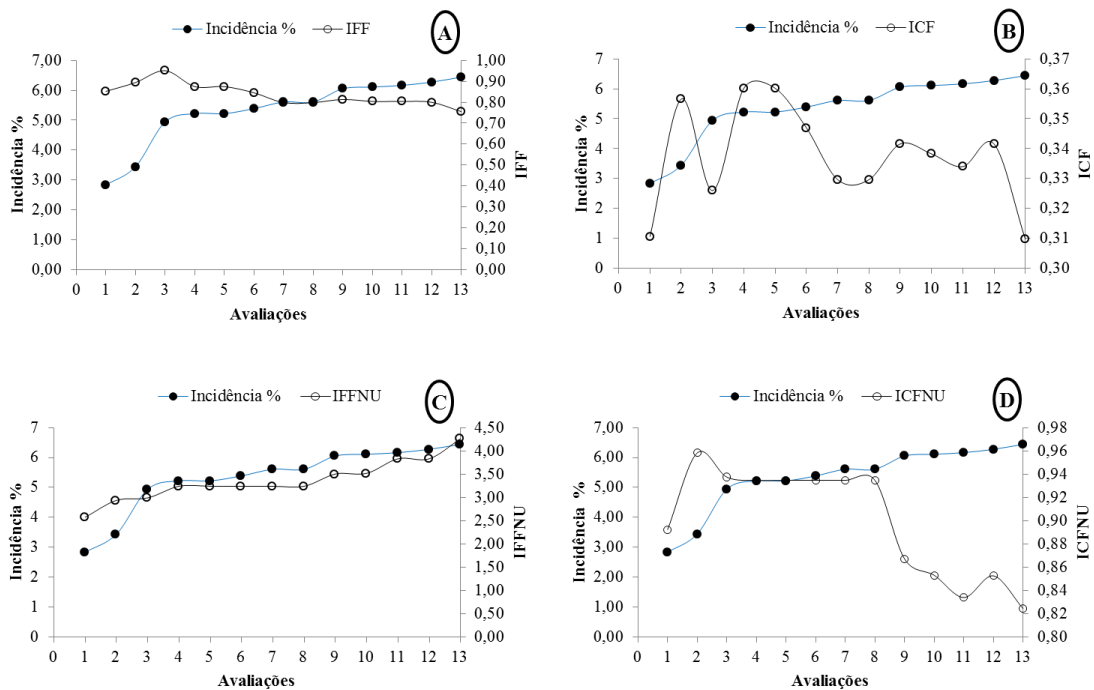 Incidência % IFF A
7,00 1,00
6,00 0,90
5,00 0,80
4,00 0,70
3,00 0,60
2,00 0,50
1,00 0,40
0,00 0,30
0,20
0,10
0,00
Incidência %
IFF
0 1 2 3 4 5 6 7 8 9 10 11 12 13
Avaliações
Incidência % ICF B
7 0,37
6 0,36
5 0,35
4 0,34
3 0,33
2 0,32
1 0,31
0 0,30
Incidência %
ICF
0 1 2 3 4 5 6 7 8 9 10 11 12 13
Avaliações
Incidência % IFFNU C
7 4,50
6 4,00
5 3,50
4 3,00
3 2,50
2 2,00
1 1,50
0 1,00
0,50
0,00
Incidência %
IFFNU
0 1 2 3 4 5 6 7 8 9 10 11 12 13
Avaliações
Incidência % ICFNU D
7,00 0,98
6,00 0,96
5,00 0,94
4,00 0,92
3,00 0,90
2,00 0,88
1,00 0,86
0,00 0,84
0,82
0,80
Incidência %
ICFNU
0 1 2 3 4 5 6 7 8 9 10 11 12 13
Avaliações